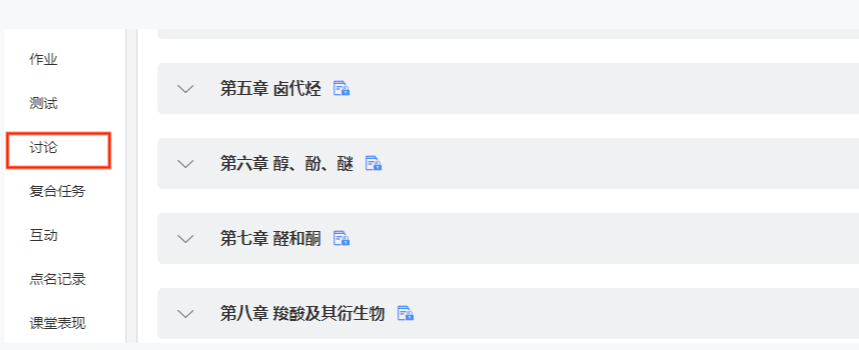 作业
测试
讨论
复合任务
互动
点名记录
课堂表现
第五章 卤代烃
第六章 醇、酚、醚
第七章 醛和酮
第八章 羧酸及其衍生物